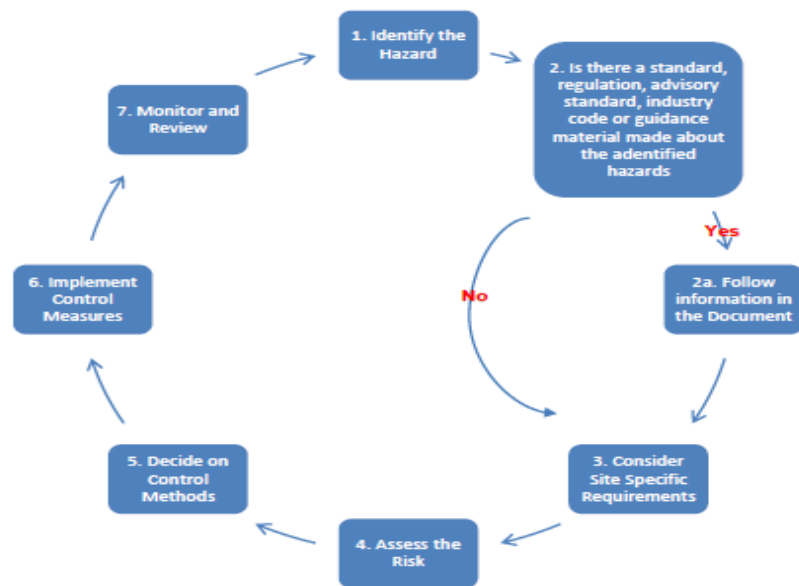 1. Identify the
Hazard
2. Is there a standard,
regulation, advisory
standard, industry
code or guidance
material made about
the adentified
hazards
Yes
No
2a. Follow
information in
the Document
3. Consider
Site Specific
Requirements
4. Assess the
Risk
5. Decide on
Control
Methods
6. Implement
Control
Measures
7. Monitor and
Review